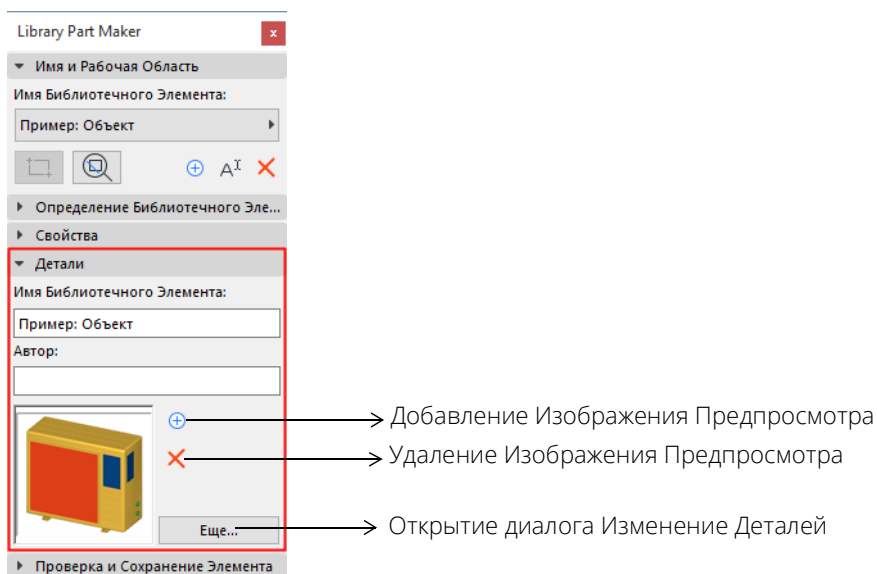 Library Part Maker
x
Имя и Рабочая Область
Имя Библиотечного Элемента:
Пример: Объект
A
Определение Библиотечного Эле...
Свойства
Детали
Имя Библиотечного Элемента:
Пример: Объект
Автор:
Добавление Изображения Предпросмотра
Удаление Изображения Предпросмотра
Еще...
Открытие диалога Изменение Деталей
Проверка и Сохранение Элемента